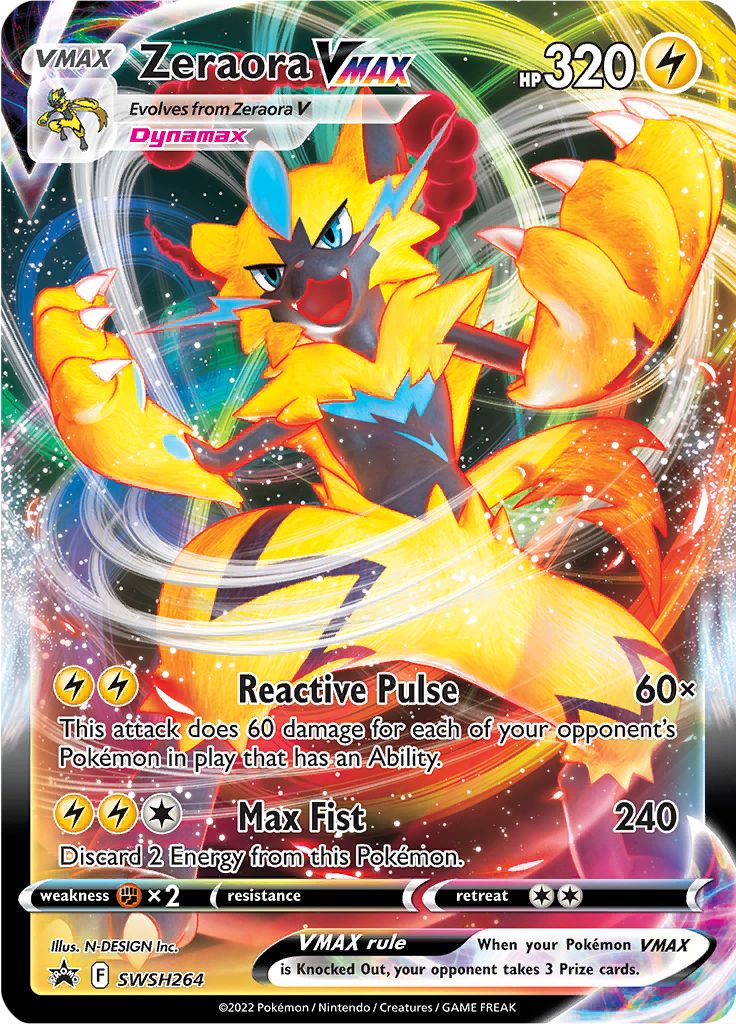 VMAX Zeraora VMAX HP 320
Evolves from Zeraora V
Dynamax
Reactive Pulse 60×
This attack does 60 damage for each of your opponent's
Pokémon in play that has an Ability.
Max Fist 240
Discard 2 Energy from this Pokémon.
weakness ×2 resistance retreat
Illus. N-DESIGN Inc.
VMAX rule When your Pokémon VMAX
is Knocked Out, your opponent takes 3 Prize cards.
PROMO F SWSH264
©2022 Pokémon / Nintendo / Creatures / GAME FREAK